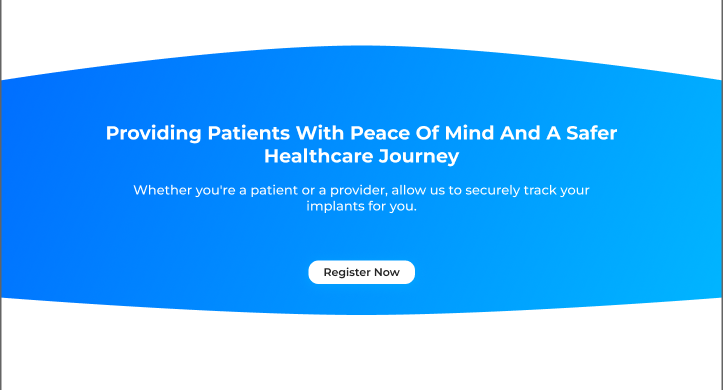 Providing Patients With Peace Of Mind And A Safer
Healthcare Journey
Whether you're a patient or a provider, allow us to securely track your
implants for you.
Register Now